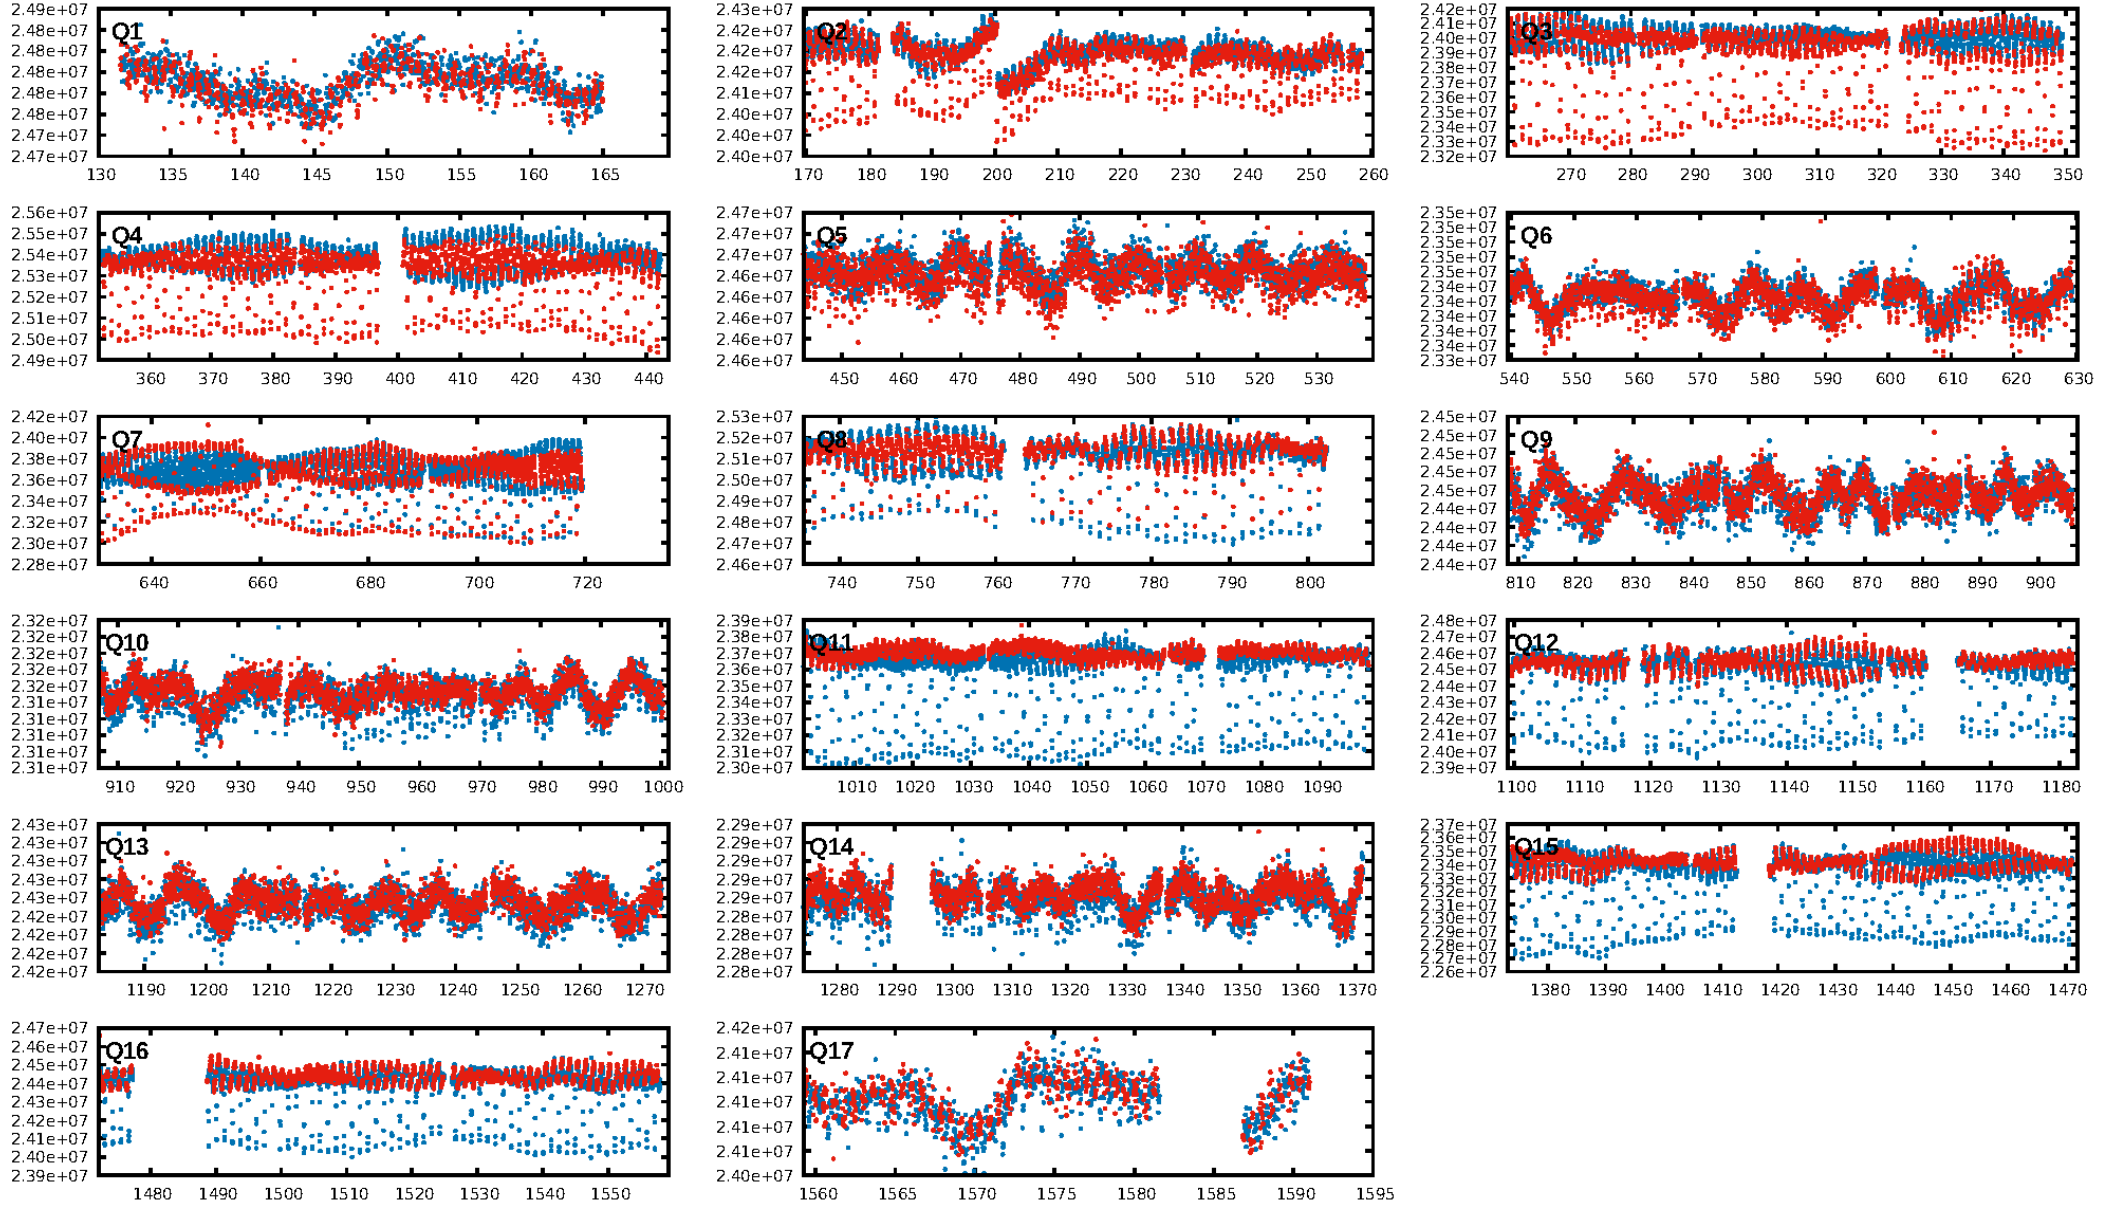 2.49e+07 2.48e+07 2.48e+07 2.48e+07 2.48e+07 2.48e+07 2.47e+07 2.47e+07
Q1
130 135 140 145 150 155 160 165
2.43e+07 2.42e+07 2.42e+07 2.42e+07 2.41e+07 2.40e+07 2.40e+07 2.40e+07
Q2
170 180 190 200 210 220 230 240 250 260
2.42e+07 2.41e+07 2.40e+07 2.39e+07 2.38e+07 2.37e+07 2.36e+07 2.35e+07 2.34e+07 2.33e+07 2.32e+07
Q3
270 280 290 300 310 320 330 340 350
2.56e+07 2.55e+07 2.54e+07 2.53e+07 2.52e+07 2.51e+07 2.50e+07 2.49e+07
Q4
360 370 380 390 400 410 420 430 440
2.47e+07 2.47e+07 2.47e+07 2.46e+07 2.46e+07 2.46e+07 2.46e+07 2.46e+07
Q5
450 460 470 480 490 500 510 520 530
2.35e+07 2.35e+07 2.35e+07 2.35e+07 2.34e+07 2.34e+07 2.34e+07 2.34e+07 2.34e+07 2.33e+07
Q6
540 550 560 570 580 590 600 610 620 630
2.42e+07 2.40e+07 2.38e+07 2.36e+07 2.34e+07 2.32e+07 2.30e+07 2.28e+07
Q7
640 660 680 700 720
2.53e+07 2.52e+07 2.51e+07 2.50e+07 2.49e+07 2.48e+07 2.47e+07 2.46e+07
Q8
740 750 760 770 780 790 800
2.45e+07 2.45e+07 2.45e+07 2.45e+07 2.45e+07 2.44e+07 2.44e+07 2.44e+07 2.44e+07
Q9
810 820 830 840 850 860 870 880 890 900
2.32e+07 2.32e+07 2.32e+07 2.32e+07 2.32e+07 2.31e+07 2.31e+07 2.31e+07 2.31e+07
Q10
910 920 930 940 950 960 970 980 990 1000
2.39e+07 2.38e+07 2.37e+07 2.36e+07 2.35e+07 2.34e+07 2.33e+07 2.32e+07 2.31e+07 2.30e+07
Q11
1010 1020 1030 1040 1050 1060 1070 1080 1090
2.48e+07 2.47e+07 2.46e+07 2.45e+07 2.44e+07 2.43e+07 2.42e+07 2.41e+07 2.40e+07 2.39e+07
Q12
1100 1110 1120 1130 1140 1150 1160 1170 1180
2.43e+07 2.43e+07 2.43e+07 2.43e+07 2.42e+07 2.42e+07 2.42e+07 2.42e+07
Q13
1190 1200 1210 1220 1230 1240 1250 1260 1270
2.29e+07 2.29e+07 2.29e+07 2.29e+07 2.29e+07 2.28e+07 2.28e+07 2.28e+07 2.28e+07
Q14
1280 1290 1300 1310 1320 1330 1340 1350 1360 1370
2.37e+07 2.36e+07 2.35e+07 2.34e+07 2.33e+07 2.32e+07 2.31e+07 2.30e+07 2.29e+07 2.28e+07 2.27e+07 2.26e+07
Q15
1380 1390 1400 1410 1420 1430 1440 1450 1460 1470
2.47e+07 2.46e+07 2.45e+07 2.44e+07 2.43e+07 2.42e+07 2.41e+07 2.40e+07 2.39e+07
Q16
1480 1490 1500 1510 1520 1530 1540 1550
2.42e+07 2.41e+07 2.41e+07 2.41e+07 2.41e+07 2.41e+07 2.40e+07
Q17
1560 1565 1570 1575 1580 1585 1590 1595